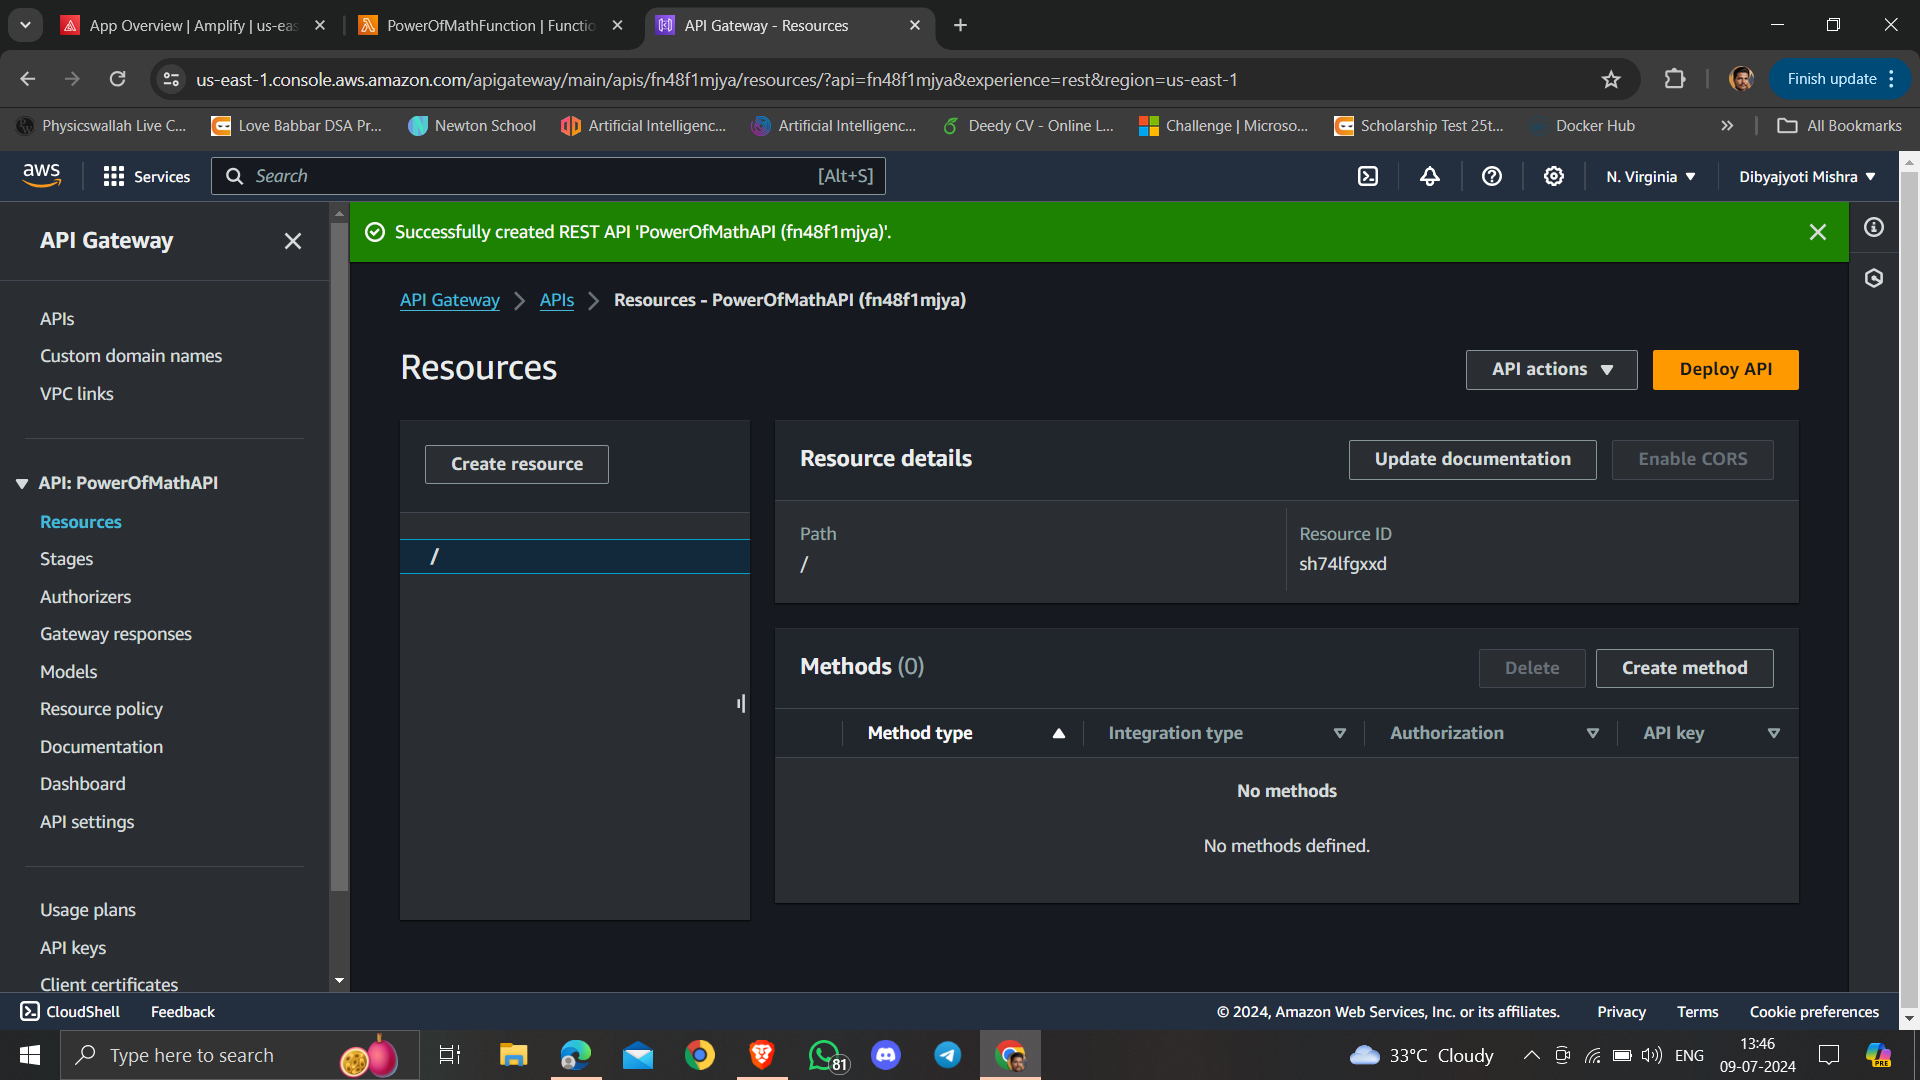 App Overview | Amplify | us-eas
PowerOfMathFunction | Functio
API Gateway - Resources
us-east-1.console.aws.amazon.com/apigateway/main/apis/fn48f1mjya/resources/?api=fn48f1mjya&experience=rest&region=us-east-1
Finish update
Physicswallah Live C...
Love Babbar DSA Pr...
Newton School
Artificial Intelligenc...
Artificial Intelligenc...
Deedy CV - Online L...
Challenge | Microso...
Scholarship Test 25t...
Docker Hub
All Bookmarks
aws
Services
Search
[Alt+S]
N. Virginia
Dibyajyoti Mishra
API Gateway
APIs
Custom domain names
VPC links
API: PowerOfMathAPI
Resources
Stages
Authorizers
Gateway responses
Models
Resource policy
Documentation
Dashboard
API settings
Usage plans
API keys
Client certificates
Successfully created REST API 'PowerOfMathAPI (fn48f1mjya)'.
API Gateway
APIs
Resources - PowerOfMathAPI (fn48f1mjya)
Resources
API actions
Deploy API
Create resource
/
Resource details
Update documentation
Enable CORS
Path
/
Resource ID
sh74lfgxxd
Methods (0)
Delete
Create method
Method type
Integration type
Authorization
API key
No methods
No methods defined.
CloudShell
Feedback
© 2024, Amazon Web Services, Inc. or its affiliates.
Privacy
Terms
Cookie preferences
Type here to search
81
33°C Cloudy
ENG
13:46
09-07-2024
PRE